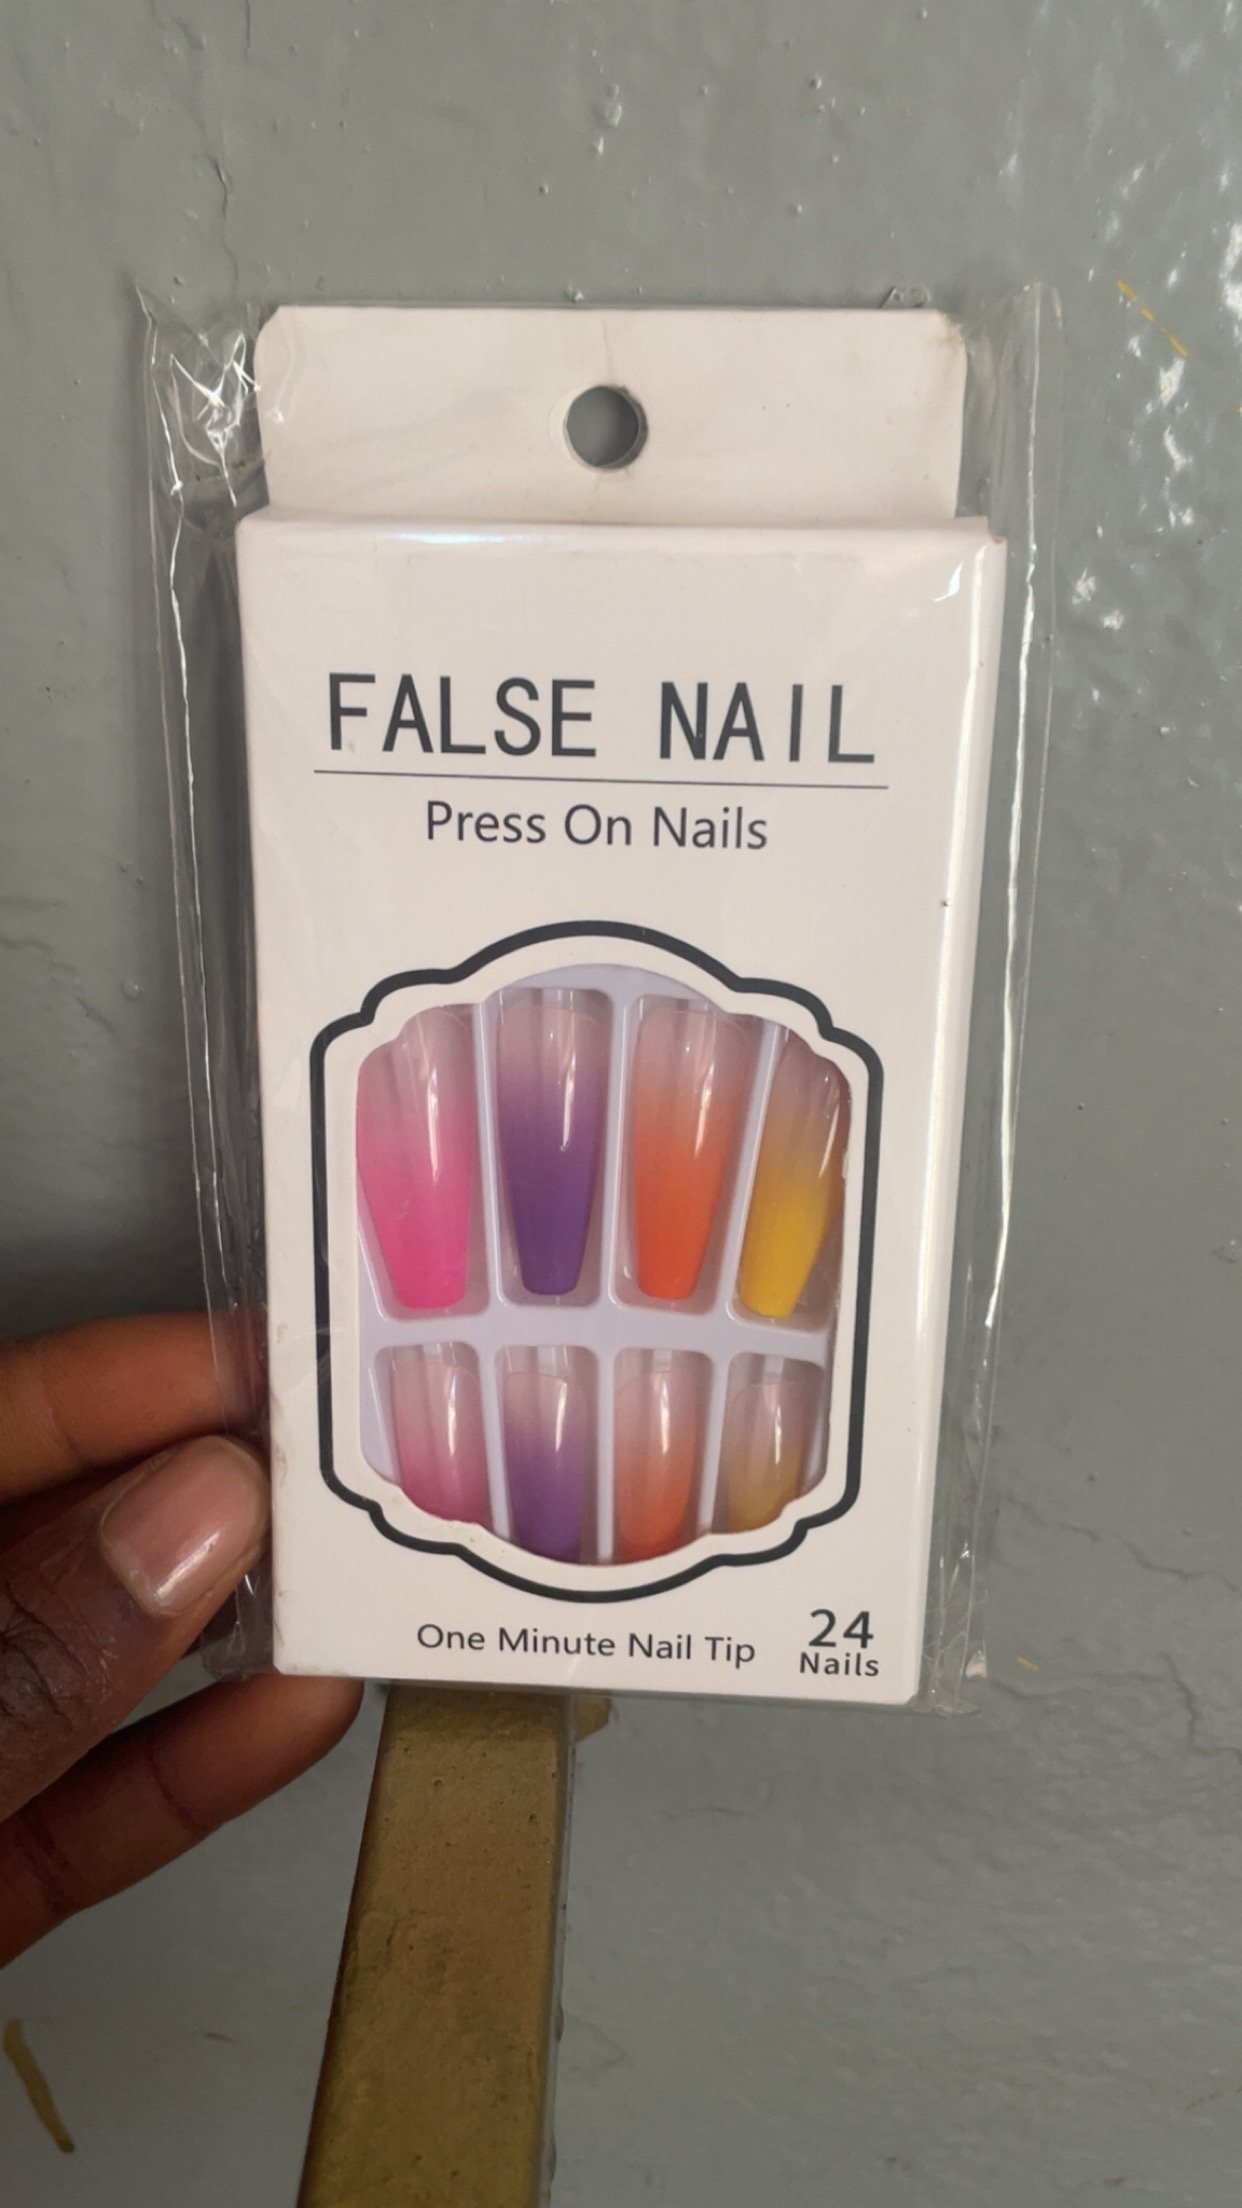 FALSE NAIL
Press On Nails
One Minute Nail Tip
24
Nails